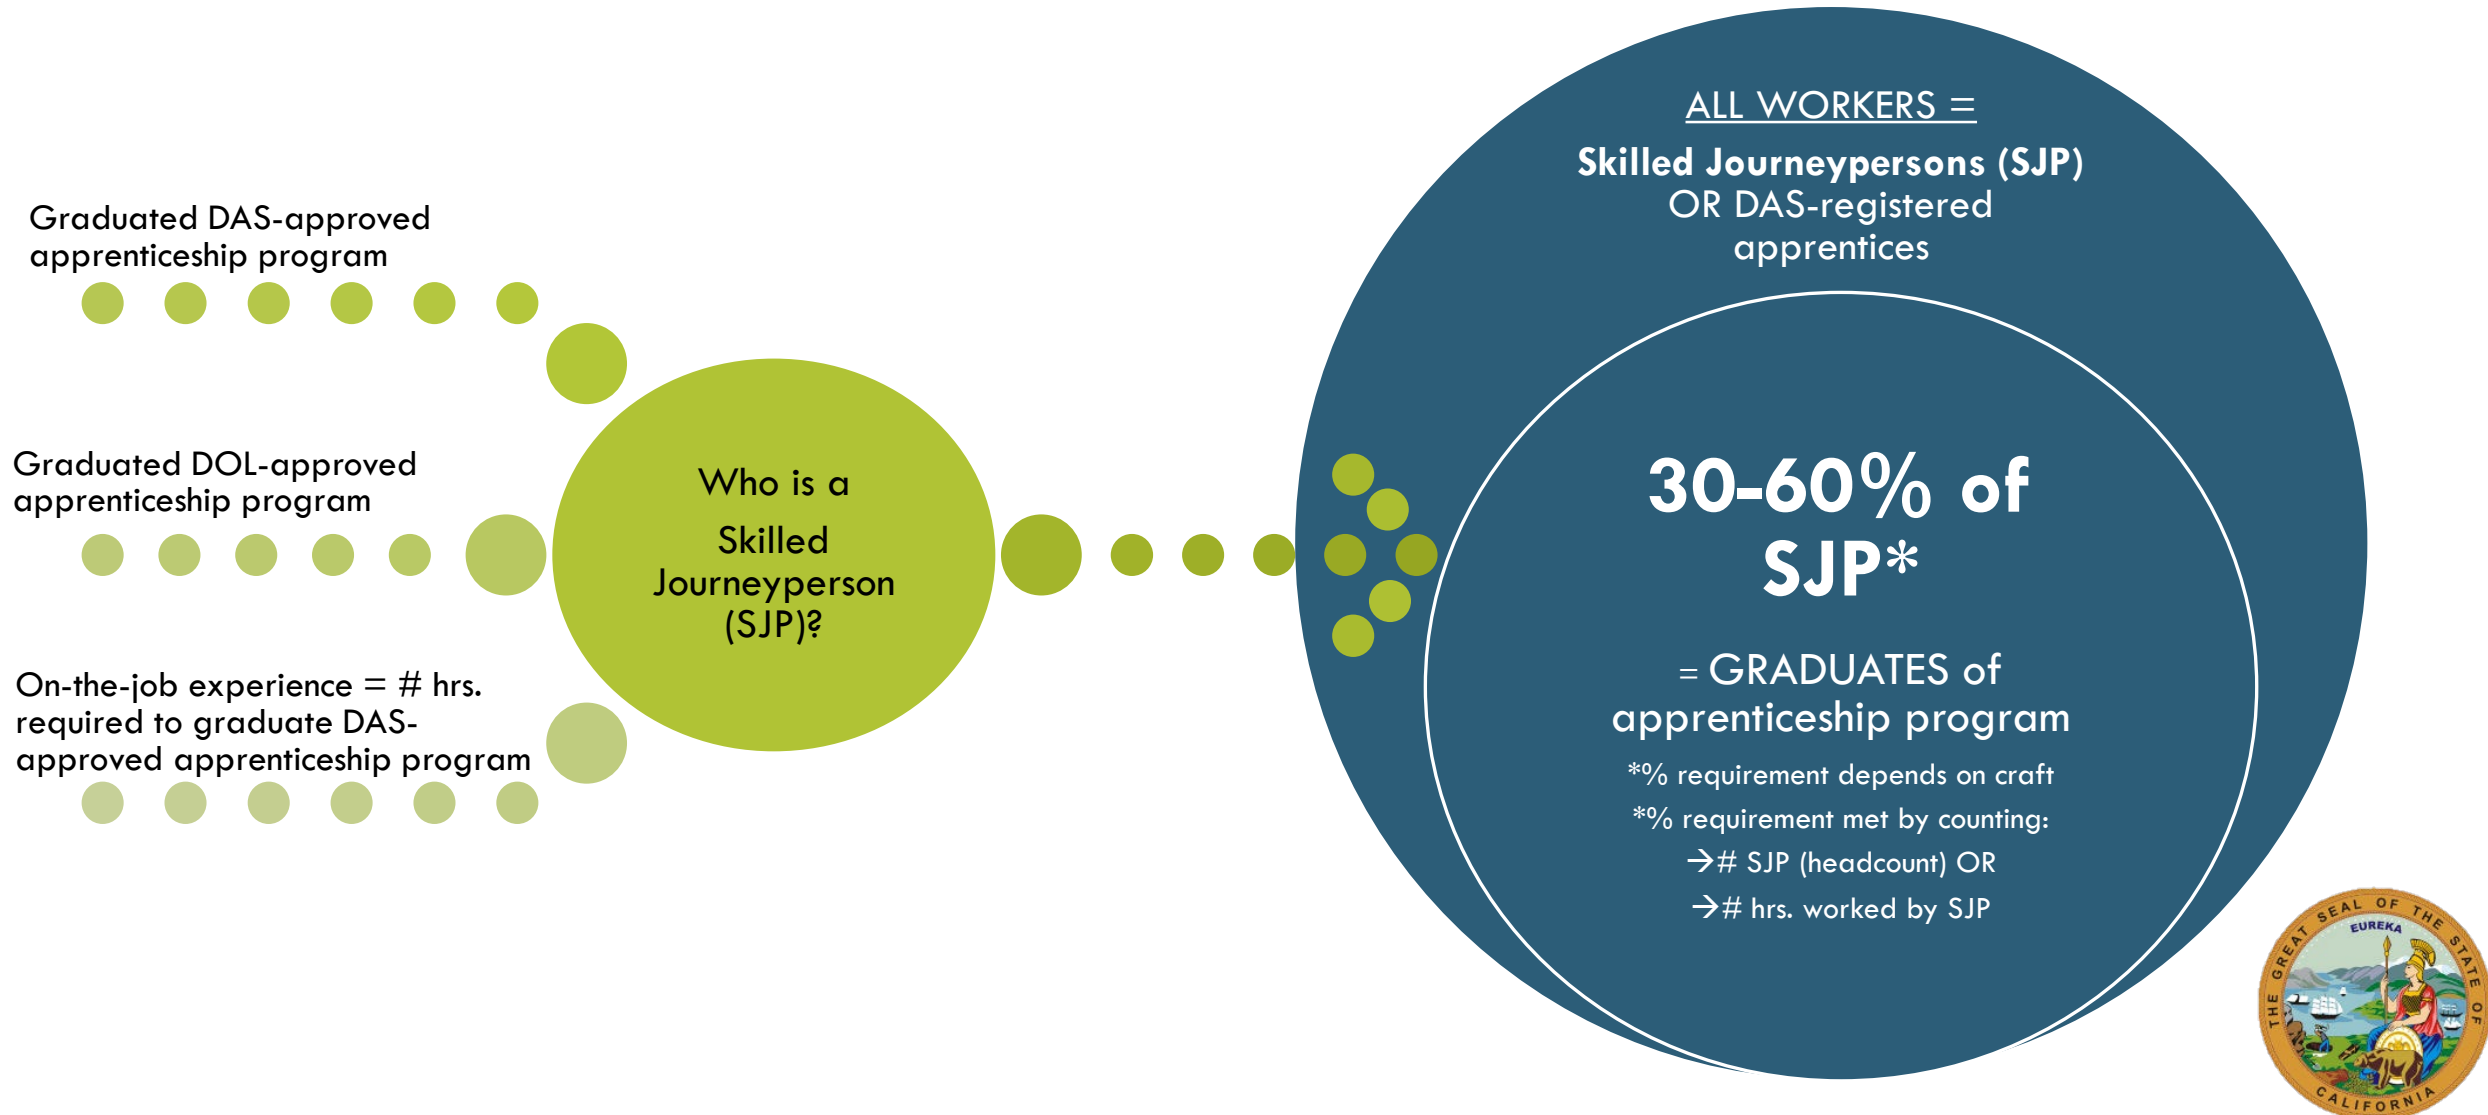 Graduated DAS-approved
apprenticeship program
Graduated DOL-approved
apprenticeship program
On-the-job experience = # hrs.
required to graduate DAS-
approved apprenticeship program
Who is a
Skilled
Journeyperson
(SJP)?
ALL WORKERS =
Skilled Journeypersons (SJP)
OR DAS-registered
apprentices
30-60% of
SJP*
= GRADUATES of
apprenticeship program
*% requirement depends on craft
*% requirement met by counting:
→# SJP (headcount) OR
→# hrs. worked by SJP
THE GREAT SEAL OF THE STATE OF CALIFORNIA
EUREKA